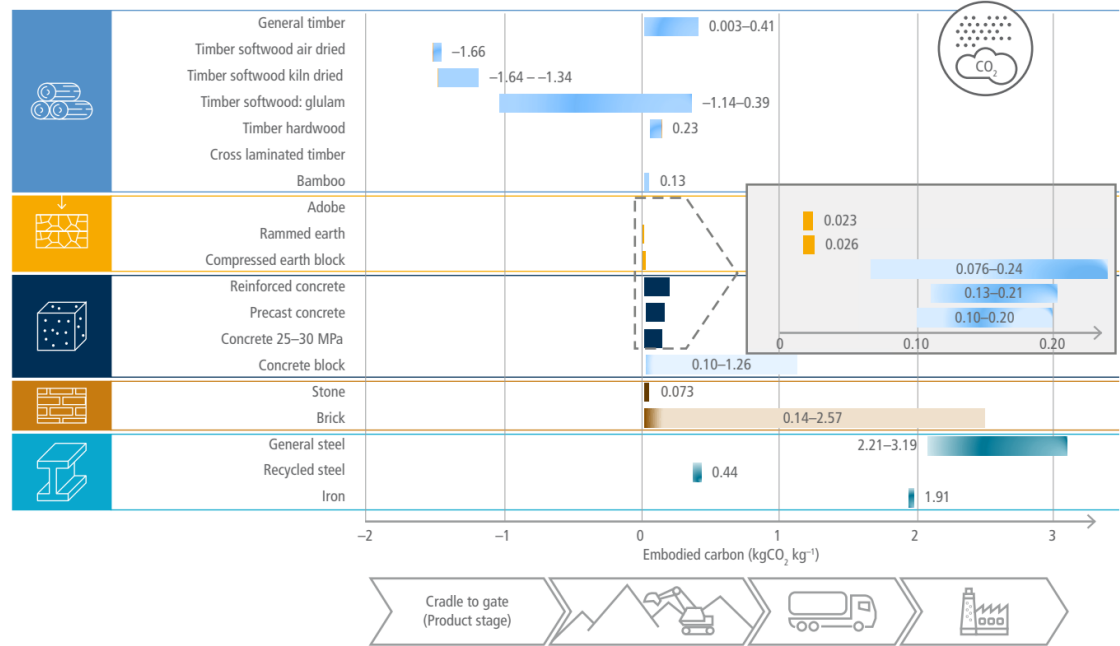 General timber
0.003–0.41
Timber softwood air dried
–1.66
Timber softwood kiln dried
–1.64 – –1.34
Timber softwood: glulam
–1.14–0.39
Timber hardwood
0.23
Cross laminated timber
Bamboo
0.13
CO2
Adobe
Rammed earth
Compressed earth block
Reinforced concrete
Precast concrete
Concrete 25–30 MPa
Concrete block
0.10–1.26
0.023
0.026
0.076–0.24
0.13–0.21
0.10–0.20
0 0.10 0.20
Stone
0.073
Brick
0.14–2.57
General steel
2.21–3.19
Recycled steel
0.44
Iron
1.91
–2 –1 0 1 2 3
Embodied carbon (kgCO2 kg–1)
Cradle to gate
(Product stage)